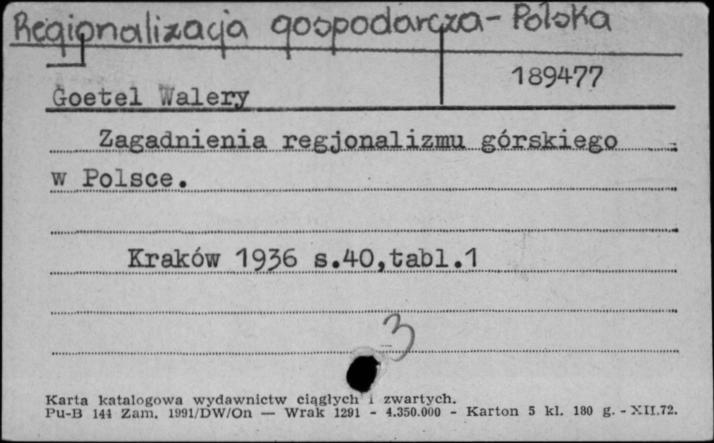 Regionalizacja gospodarcza - Polska
189477
Goetel Walery
Zagadnienia regjonalizmu górskiego
w Polsce.
Kraków 1936 s.40,tabl.1
3
Karta katalogowa wydawnictw ciągłych i zwartych.
Pu-B 144 Zam. 1991/DW/On — Wrak 1291 - 4.350.000 - Karton 5 kl. 180 g. - XII.72.